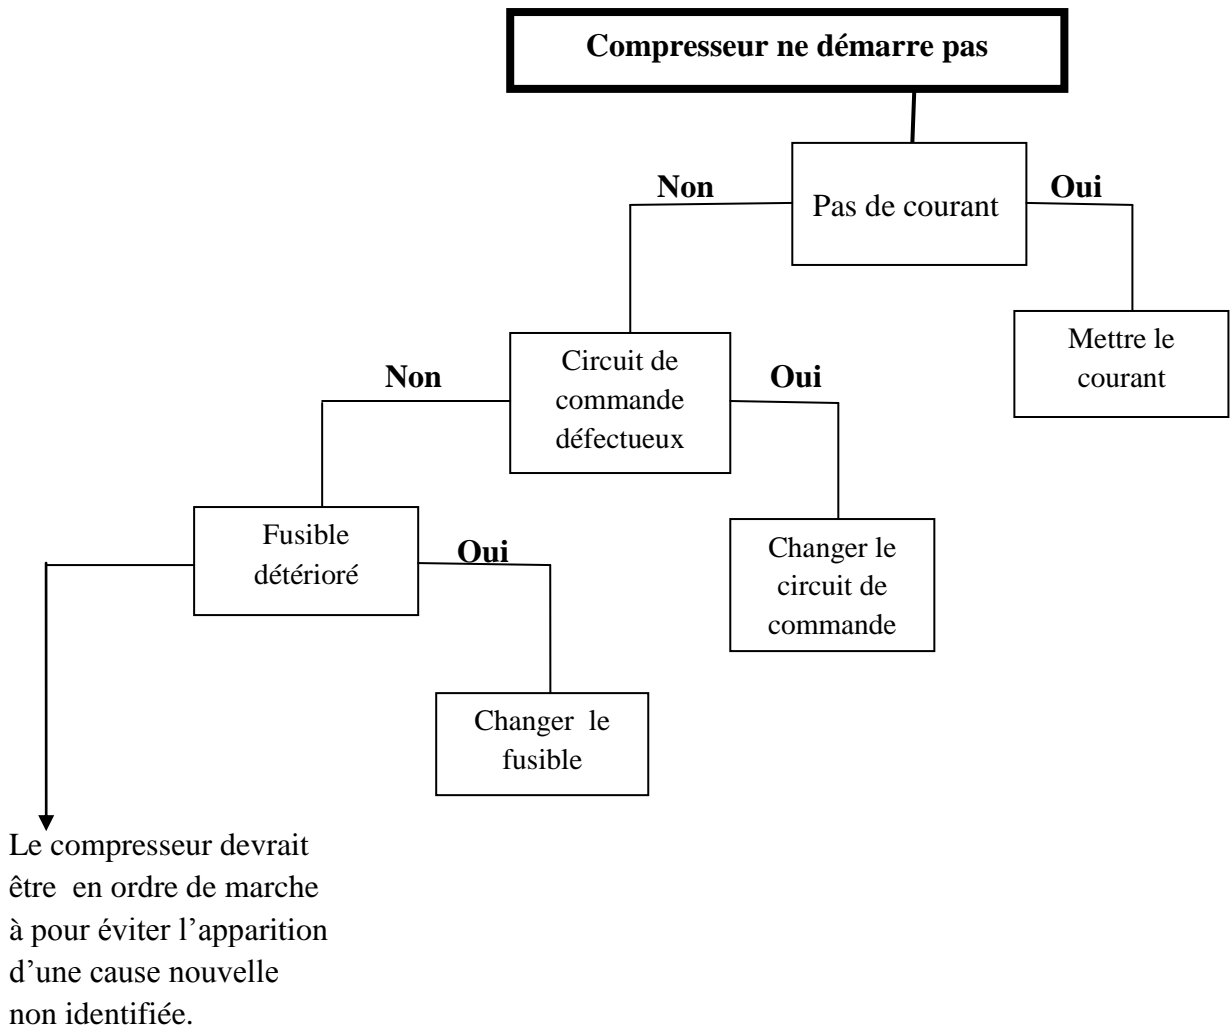 Compresseur ne démarre pas
Non
Pas de courant
Oui
Mettre le
courant
Non
Circuit de
commande
défectueux
Oui
Changer le
circuit de
commande
Fusible
détérioré
Oui
Changer le
fusible
Le compresseur devrait
être en ordre de marche
à pour éviter l’apparition
d’une cause nouvelle
non identifiée.